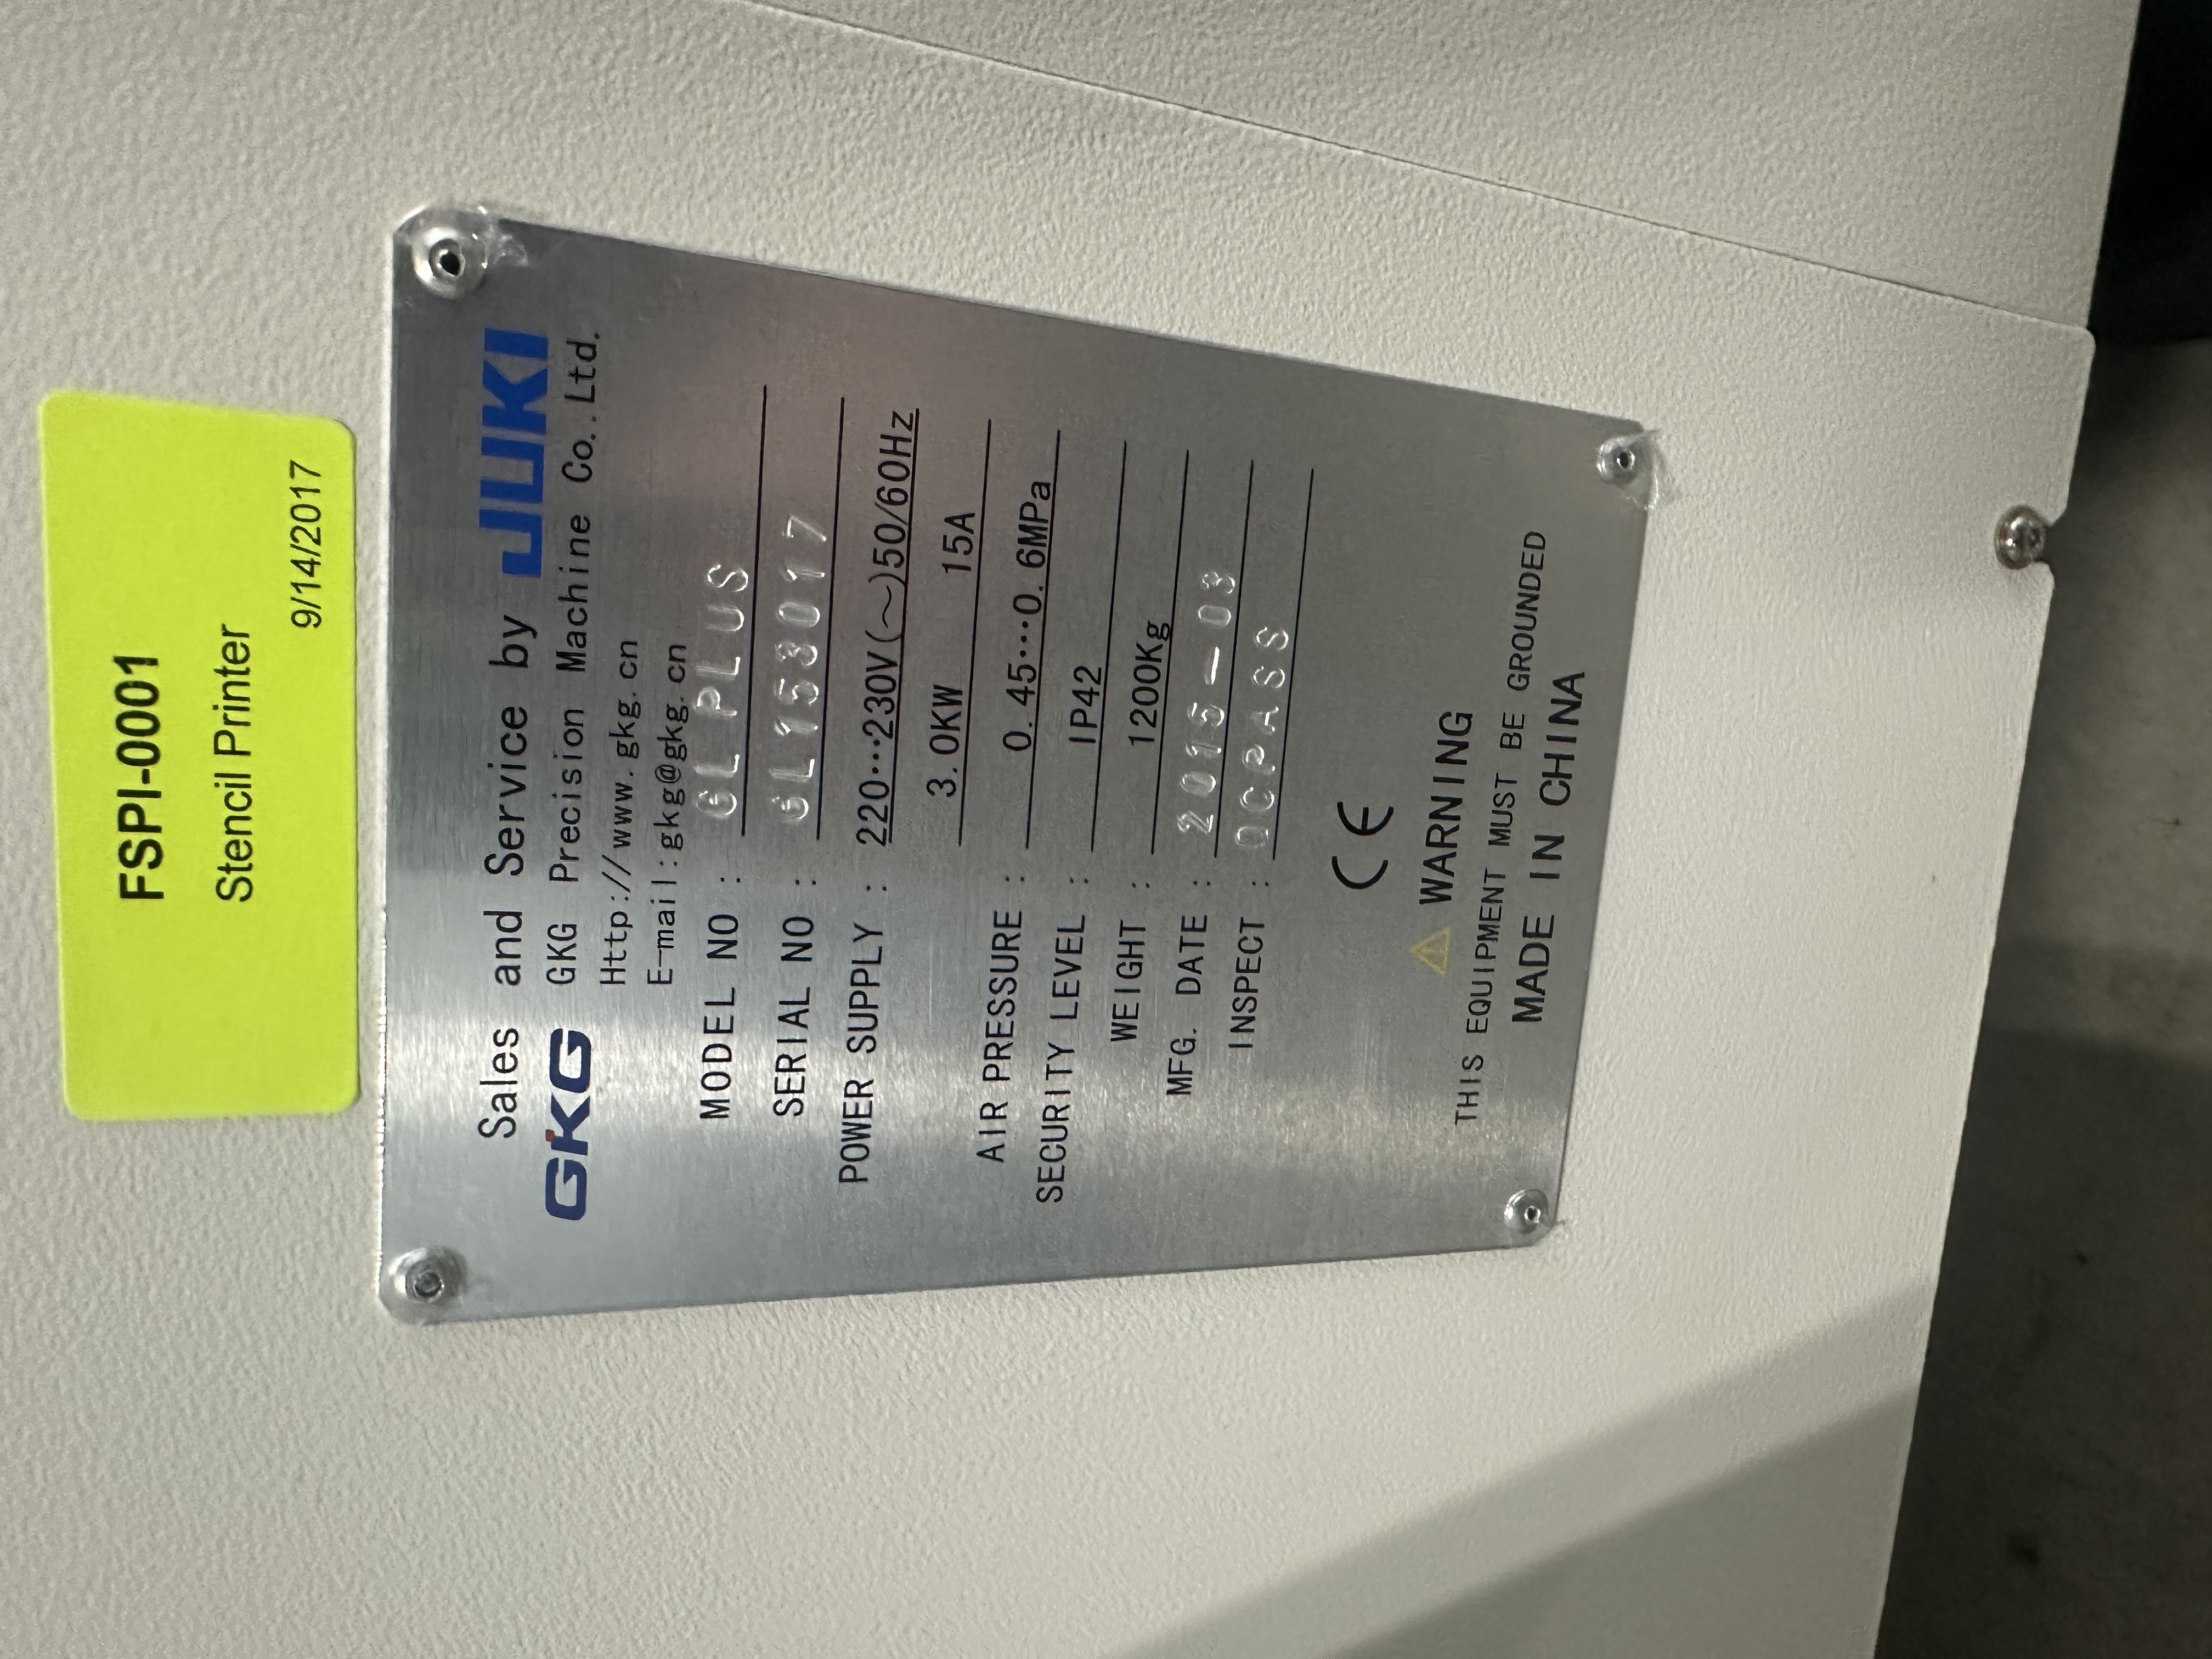 FSPI-0001
Stencil Printer
9/14/2017
Sales and Service by JUKI
GKG GKG Precision Machine Co.,Ltd.
Http://www.gkg.cn
E-mail:gkg@gkg.cn
MODEL NO : GL PLUS
SERIAL NO : GL153017
POWER SUPPLY : 220···230V(~)50/60Hz
3.0KW 15A
AIR PRESSURE : 0.45···0.6MPa
SECURITY LEVEL : IP42
WEIGHT : 1200Kg
MFG. DATE : 2015-03
INSPECT : QCPASS
CE
WARNING
THIS EQUIPMENT MUST BE GROUNDED
MADE IN CHINA